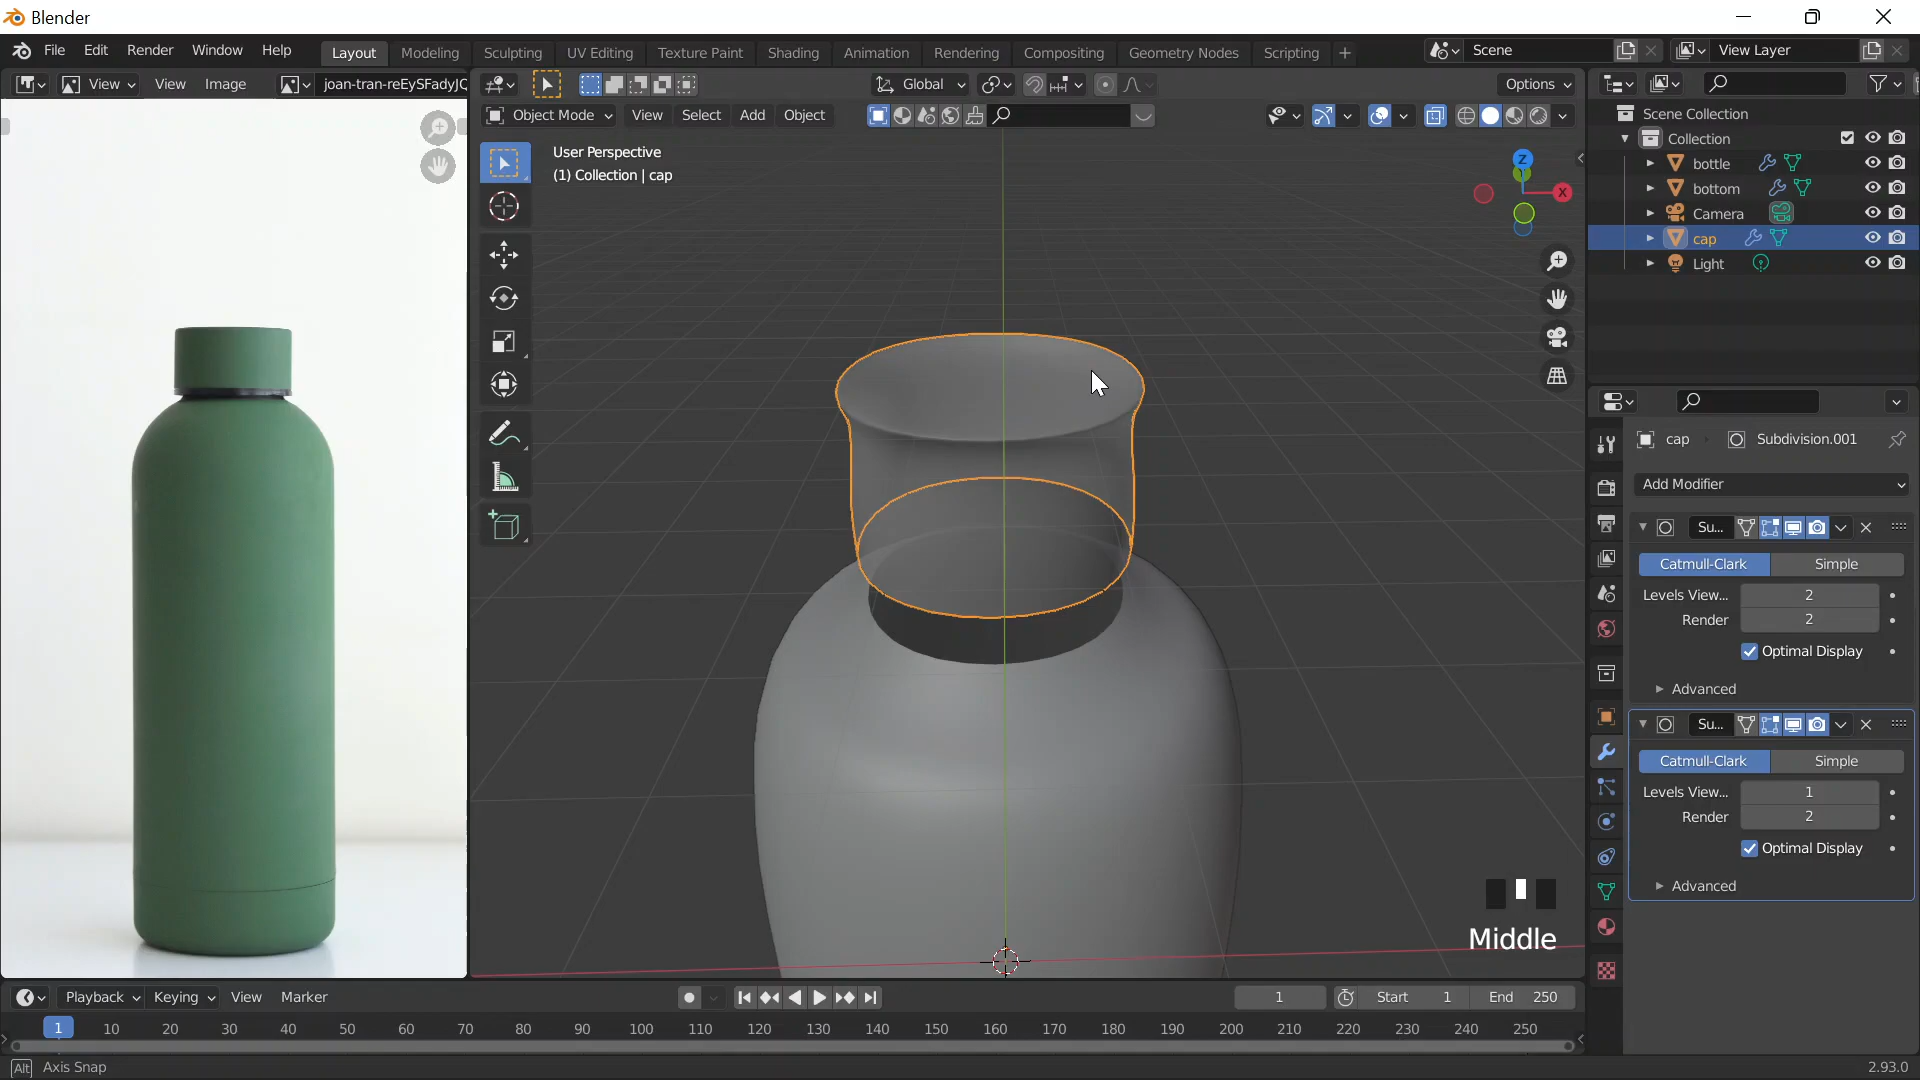 Blender
File Edit Render Window Help Layout Modeling Sculpting UV Editing Texture Paint Shading Animation Rendering Compositing Geometry Nodes Scripting + Scene View Layer
View View Image joan-tran-reEySFadyJQ Global Options
Object Mode View Select Add Object
User Perspective
(1) Collection | cap
Z
X
Scene Collection
Collection
bottle
bottom
Camera
cap
Light
cap Subdivision.001
Add Modifier
Su...
Catmull-Clark Simple
Levels View... 2
Render 2
Optimal Display
Advanced
Su...
Catmull-Clark Simple
Levels View... 1
Render 2
Optimal Display
Advanced
Middle
Playback Keying View Marker 1 Start 1 End 250
1 10 20 30 40 50 60 70 80 90 100 110 120 130 140 150 160 170 180 190 200 210 220 230 240 250
Alt Axis Snap 2.93.0